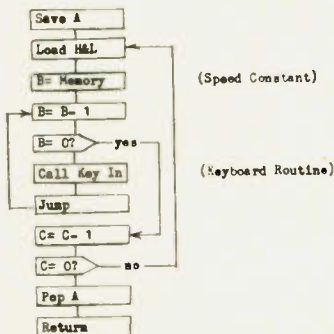 Save A
Load H&L
B= Memory
(Speed Constant)
B= B- 1
B= 0?
yes
Call Key In
(Keyboard Routine)
Jump
C= C- 1
C= 0?
no
Pop A
Return